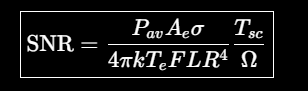 SNR = \frac{P_{av} A_e \sigma}{4\pi k T_e F L R^4} \frac{T_{sc}}{\Omega}